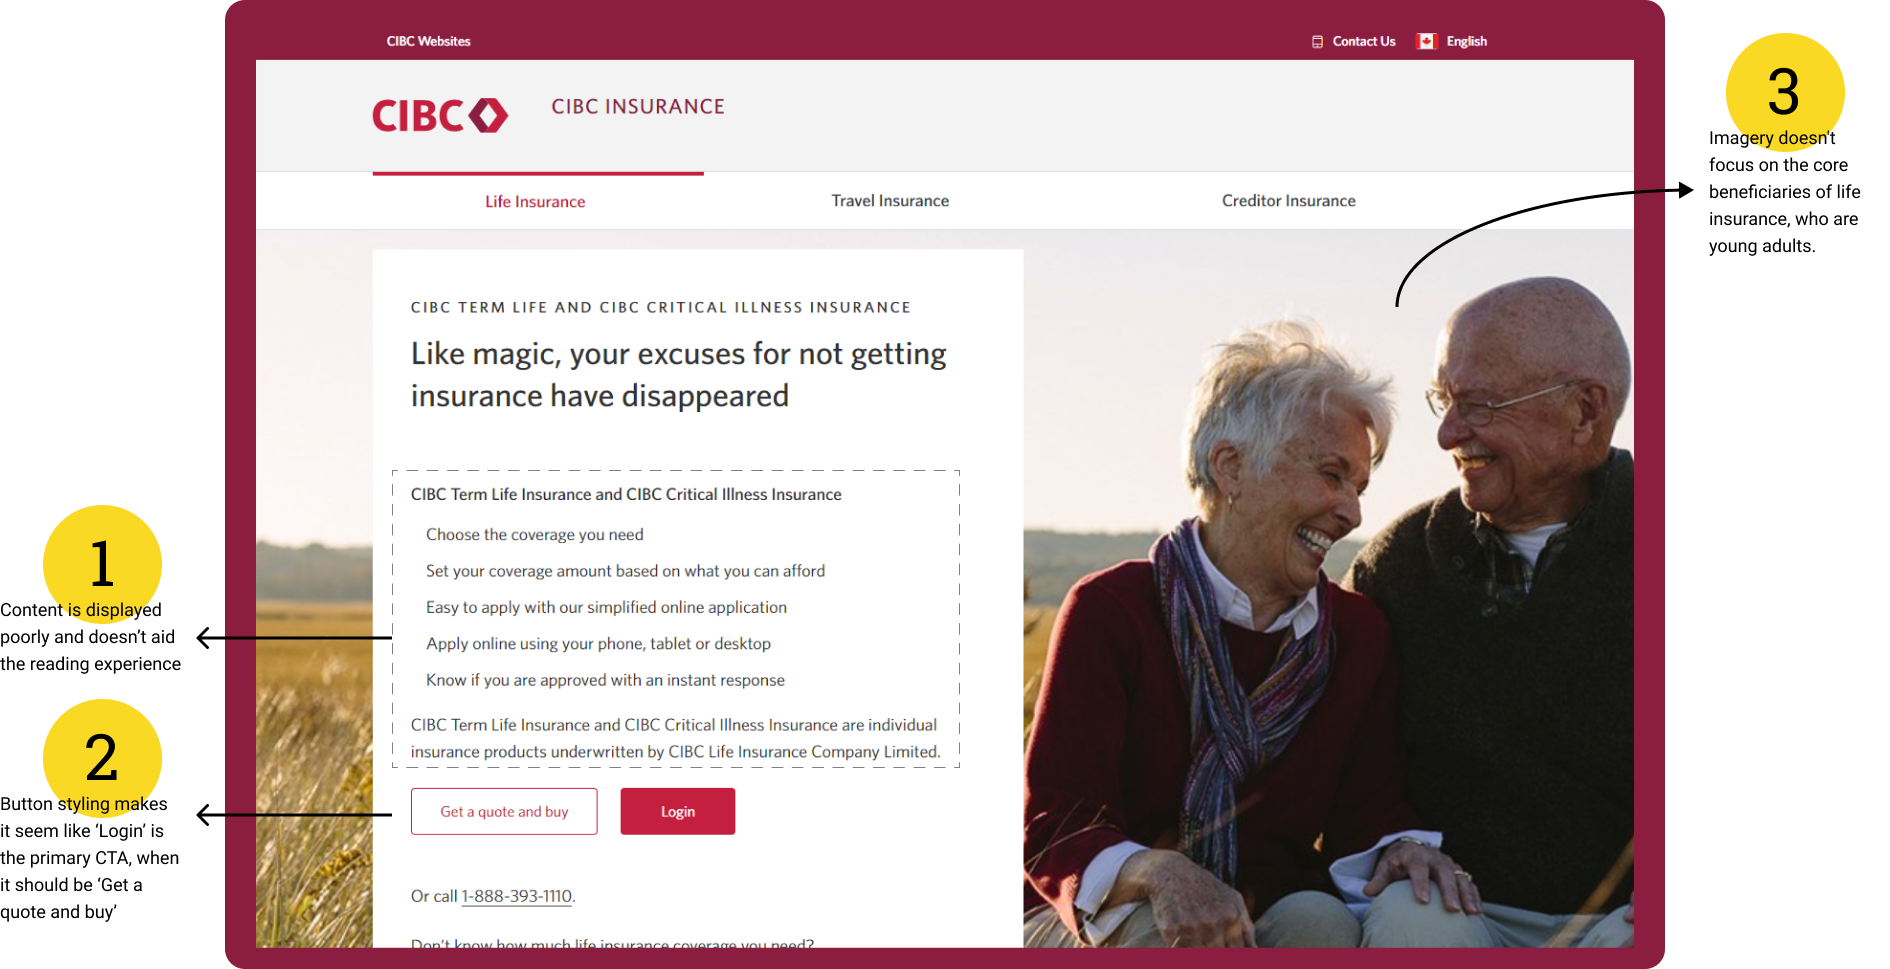 CIBC Websites
Contact Us
English
CIBC
CIBC INSURANCE
Life Insurance
Travel Insurance
Creditor Insurance
CIBC TERM LIFE AND CIBC CRITICAL ILLNESS INSURANCE
Like magic, your excuses for not getting
insurance have disappeared
CIBC Term Life Insurance and CIBC Critical Illness Insurance
Choose the coverage you need
Set your coverage amount based on what you can afford
Easy to apply with our simplified online application
Apply online using your phone, tablet or desktop
Know if you are approved with an instant response
CIBC Term Life Insurance and CIBC Critical Illness Insurance are individual
insurance products underwritten by CIBC Life Insurance Company Limited.
Get a quote and buy
Login
Or call 1-888-393-1110.
Don't know how much life insurance coverage you need?
1
Content is displayed
poorly and doesn’t aid
the reading experience
2
Button styling makes
it seem like ‘Login’ is
the primary CTA, when
it should be ‘Get a
quote and buy’
3
Imagery doesn't
focus on the core
beneficiaries of life
insurance, who are
young adults.